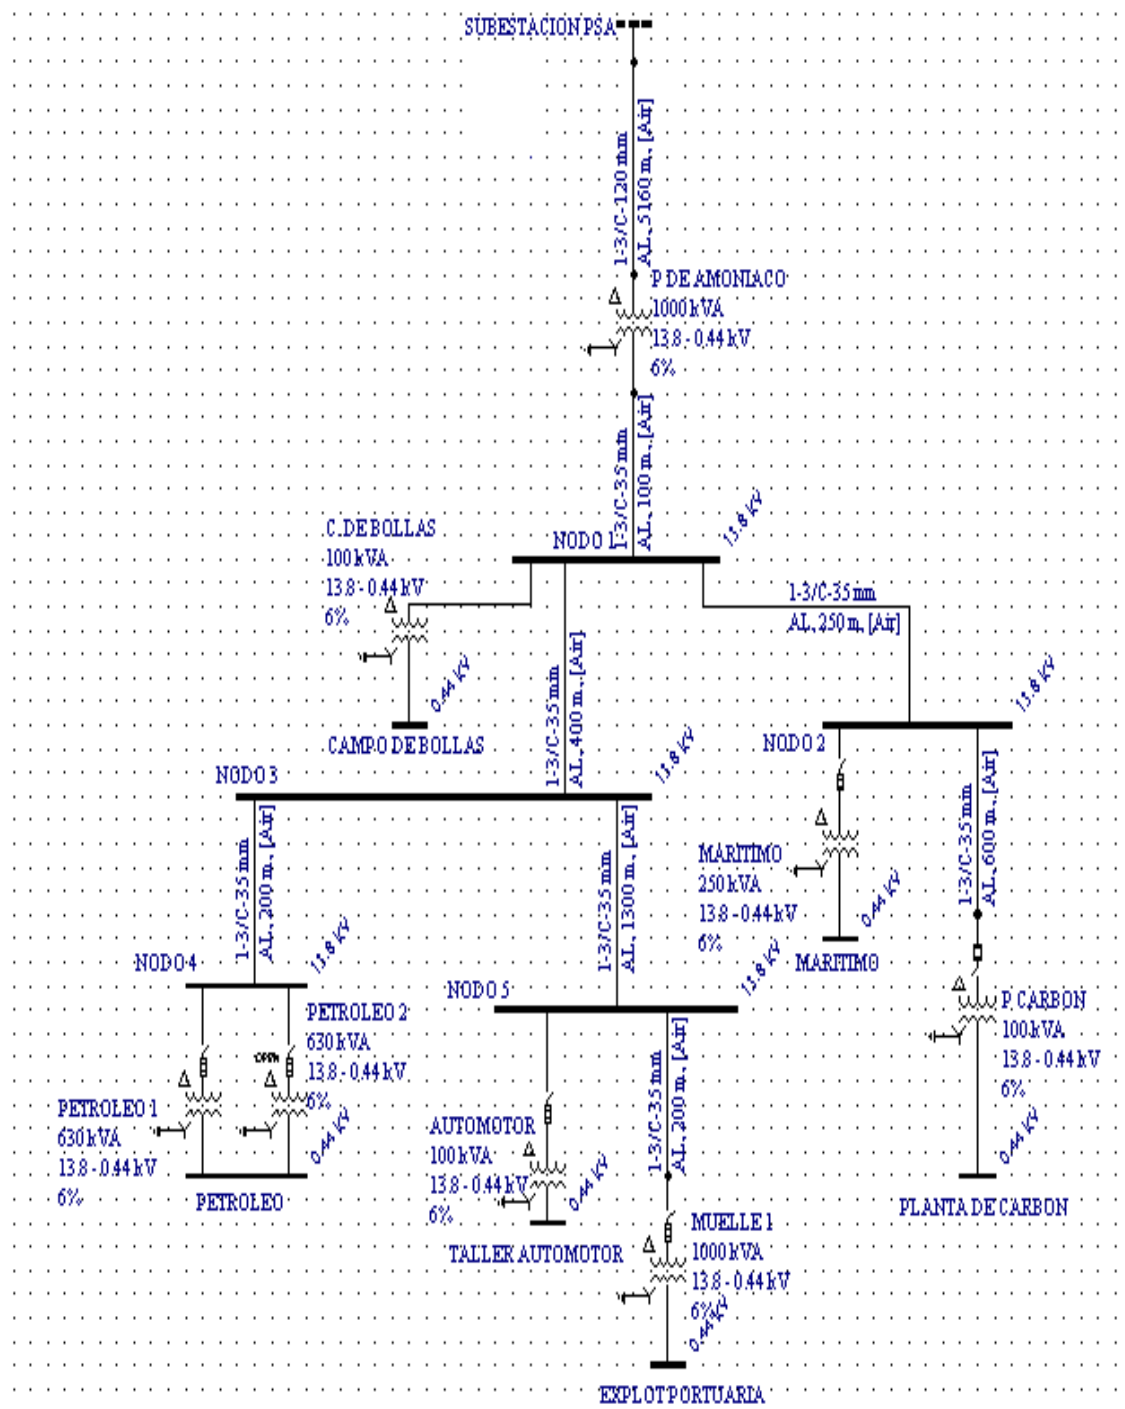 SUBESTACION PSA
1-3/C-120 mm
AL, 5160 m, [Air]
P DE AMONIACO
1000 kVA
13.8 - 0.44 kV
6%
1-3/C-35 mm
AL, 100 m, [Air]
NODO 1
13.8 kV
C. DE BOLLAS
100 kVA
13.8 - 0.44 kV
6%
0.44 kV
CAMPO DE BOLLAS
1-3/C-35 mm
AL, 400 m, [Air]
1-3/C-35 mm
AL, 250 m, [Air]
NODO 2
13.8 kV
NODO 3
13.8 kV
MARITIMO
250 kVA
13.8 - 0.44 kV
6%
0.44 kV
MARITIMO
1-3/C-35 mm
AL, 600 m, [Air]
P CARBON
100 kVA
13.8 - 0.44 kV
6%
0.44 kV
PLANTA DE CARBON
1-3/C-35 mm
AL, 200 m, [Air]
1-3/C-35 mm
AL, 1300 m, [Air]
NODO 4
13.8 kV
PETROLEO 2
630 kVA
13.8 - 0.44 kV
6%
OPEN
PETROLEO 1
630 kVA
13.8 - 0.44 kV
6%
0.44 kV
PETROLEO
NODO 5
13.8 kV
AUTOMOTOR
100 kVA
13.8 - 0.44 kV
6%
0.44 kV
TALLER AUTOMOTOR
1-3/C-35 mm
AL, 200 m, [Air]
MUELLE 1
1000 kVA
13.8 - 0.44 kV
6%
0.44 kV
EXPLOT PORTUARIA